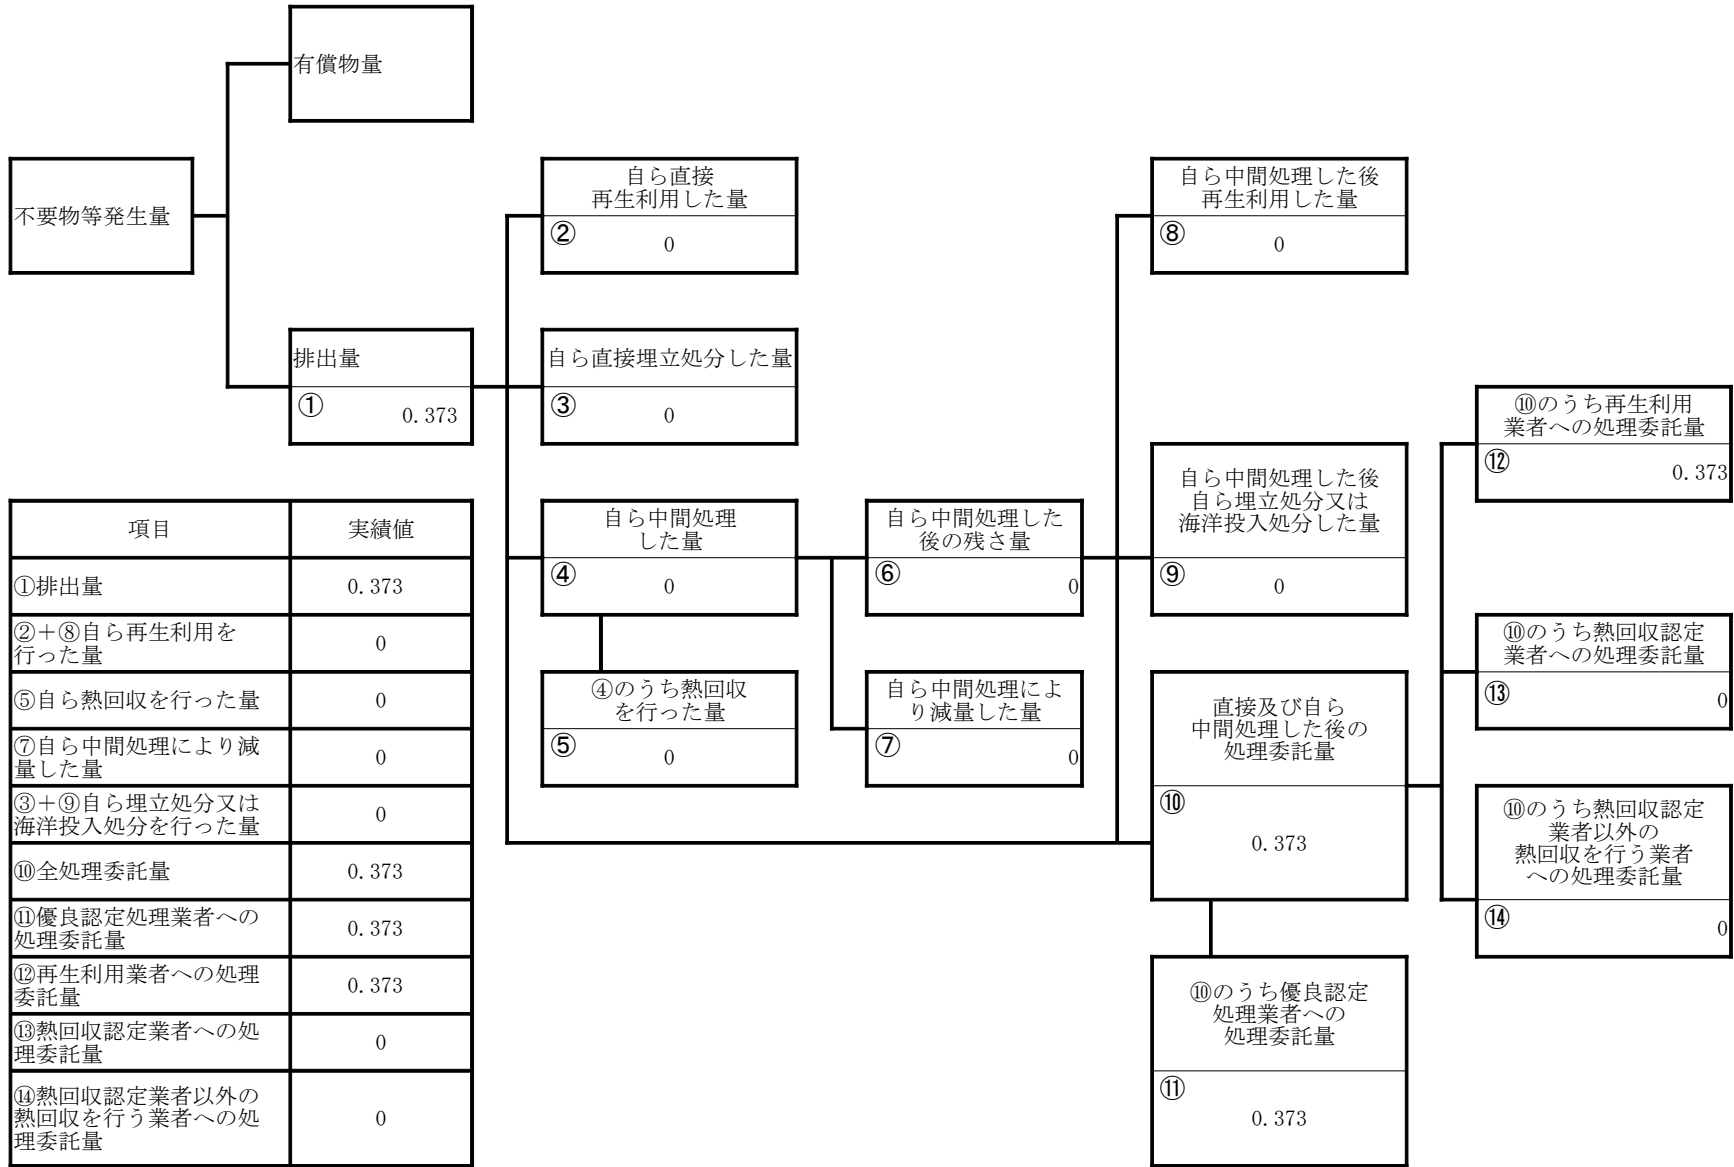 有償物量
不要物等発生量
自ら直接
再生利用した量
②
0
自ら中間処理した後
再生利用した量
⑧
0
排出量
①
0.373
自ら直接埋立処分した量
③
0
⑩のうち再生利用
業者への処理委託量
⑫
0.373
自ら中間処理
した量
④
0
自ら中間処理した
後の残さ量
⑥
0
自ら中間処理した後
自ら埋立処分又は
海洋投入処分した量
⑨
0
⑩のうち熱回収認定
業者への処理委託量
⑬
0
④のうち熱回収
を行った量
⑤
0
自ら中間処理によ
り減量した量
⑦
0
直接及び自ら
中間処理した後の
処理委託量
⑩
0.373
⑩のうち熱回収認定
業者以外の
熱回収を行う業者
への処理委託量
⑭
0
⑩のうち優良認定
処理業者への
処理委託量
⑪
0.373
項目 実績値
①排出量 0.373
②＋⑧自ら再生利用を
行った量 0
⑤自ら熱回収を行った量 0
⑦自ら中間処理により減
量した量 0
③＋⑨自ら埋立処分又は
海洋投入処分を行った量 0
⑩全処理委託量 0.373
⑪優良認定処理業者への
処理委託量 0.373
⑫再生利用業者への処理
委託量 0.373
⑬熱回収認定業者への処
理委託量 0
⑭熱回収認定業者以外の
熱回収を行う業者への処
理委託量 0